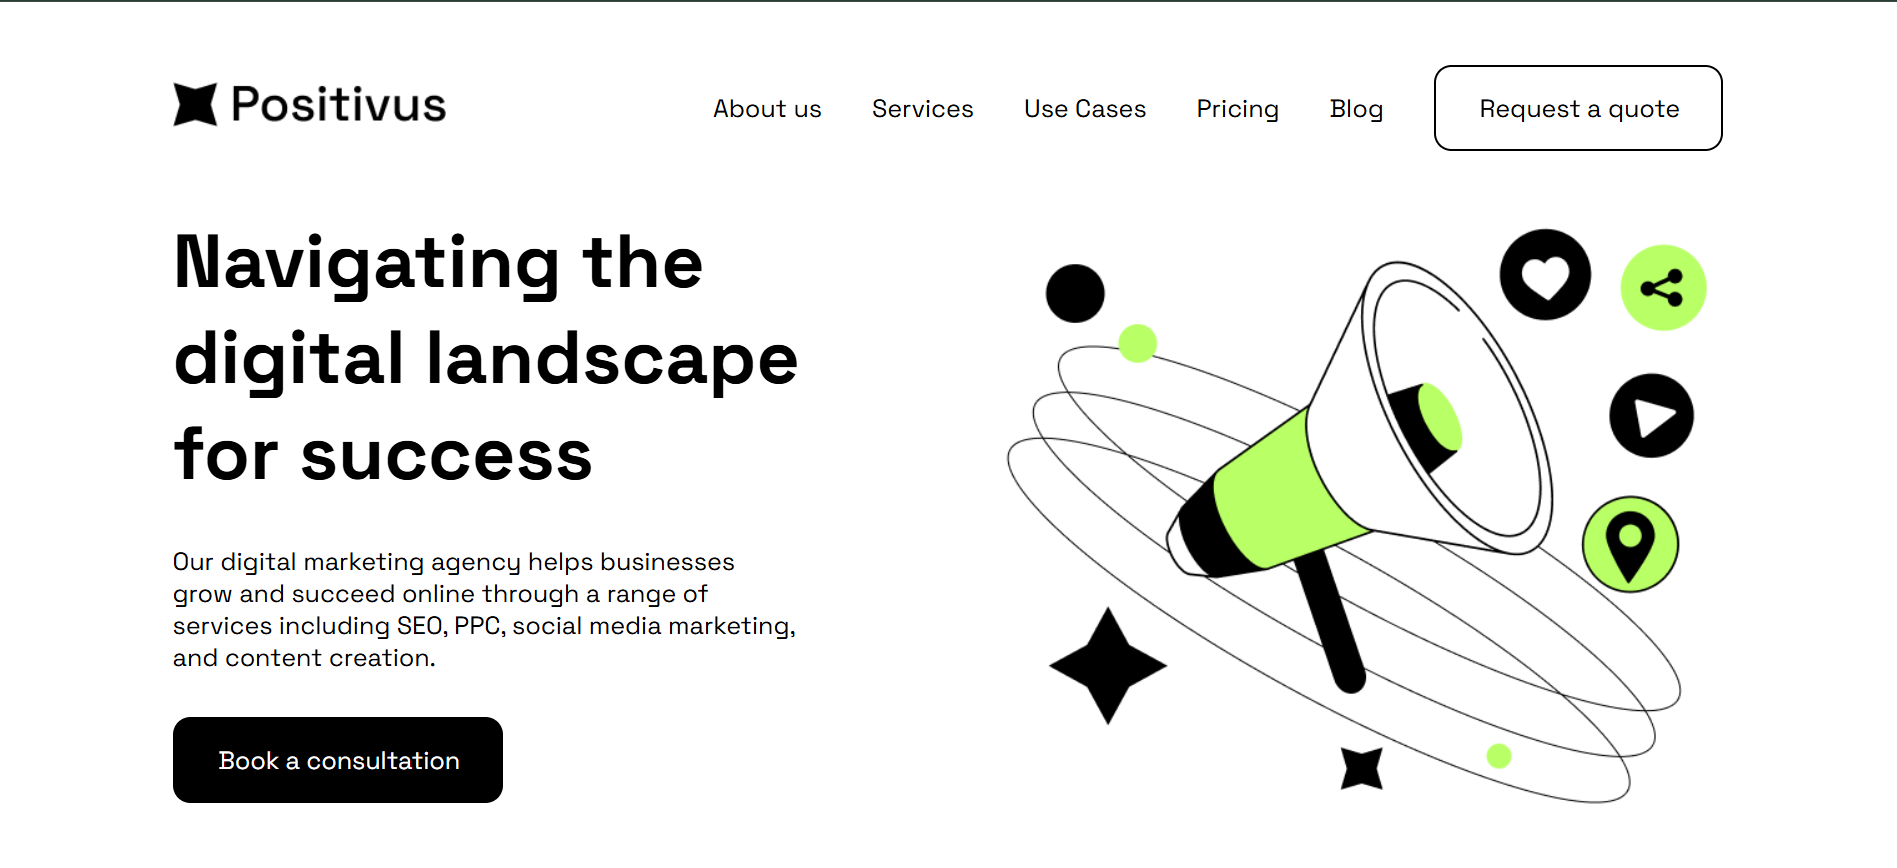 Positivus
About us
Services
Use Cases
Pricing
Blog
Request a quote
Navigating the
digital landscape
for success
Our digital marketing agency helps businesses
grow and succeed online through a range of
services including SEO, PPC, social media marketing,
and content creation.
Book a consultation